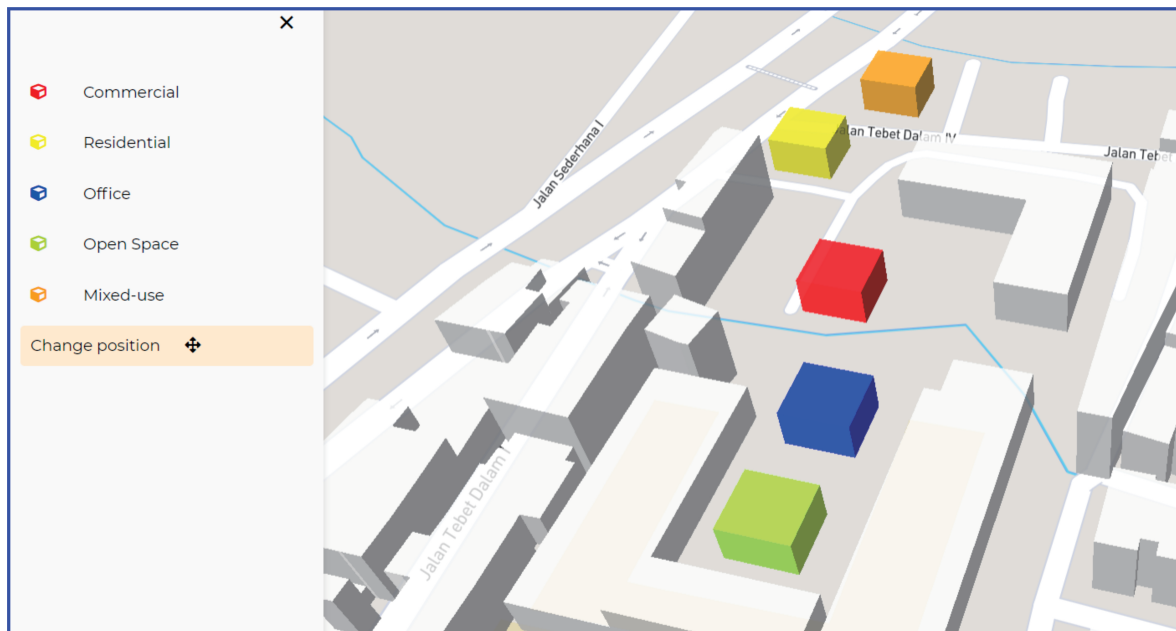 Commercial
Residential
Office
Open Space
Mixed-use
Change position
Jalan Sederhana I
Jalan Tebet Dalam IV
Jalan Tebet
Jalan Tebet Dalam I